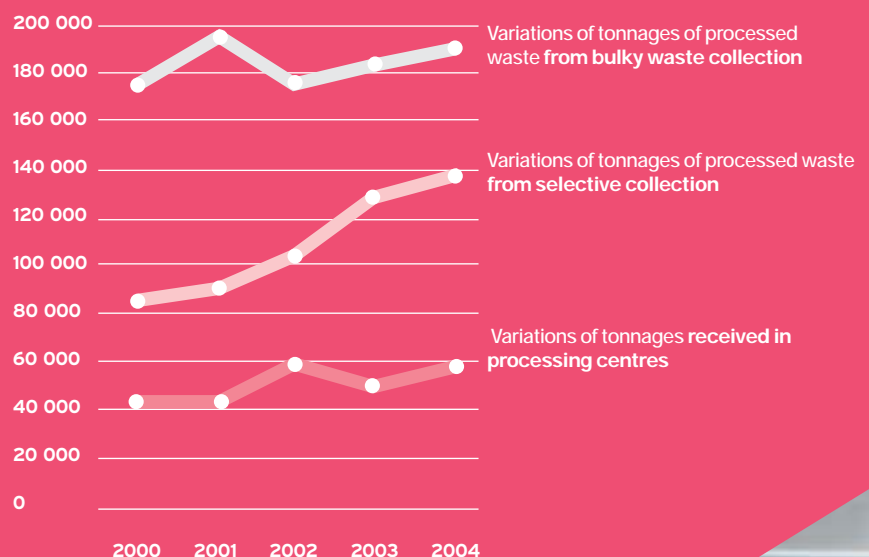 200 000
Variations of tonnages of processed
waste from bulky waste collection
180 000
160 000
140 000
Variations of tonnages of processed waste
from selective collection
120 000
100 000
80 000
Variations of tonnages received in
processing centres
60 000
40 000
20 000
0
2000 2001 2002 2003 2004